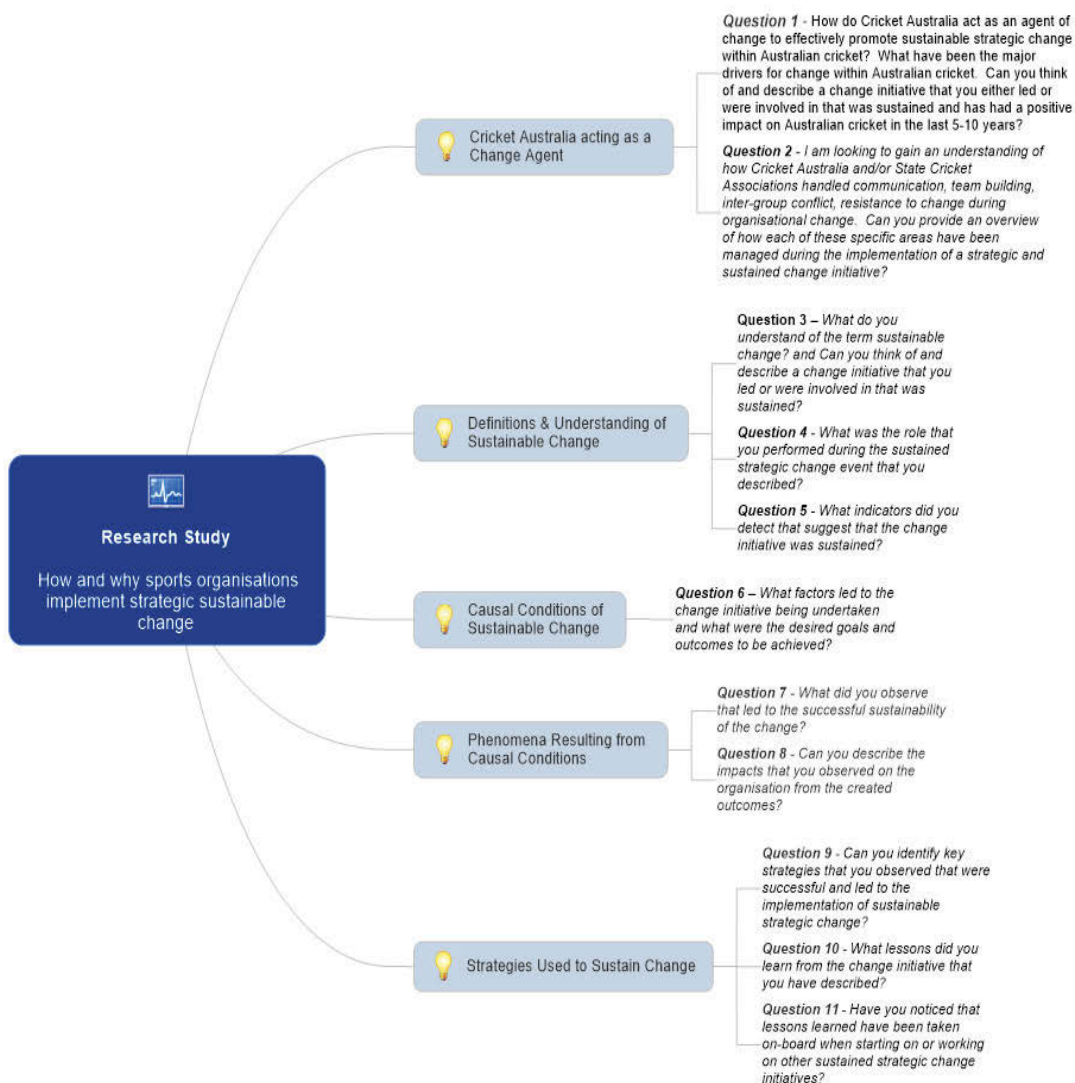 Question 1 - How do Cricket Australia act as an agent of
change to effectively promote sustainable strategic change
within Australian cricket? What have been the major
drivers for change within Australian cricket. Can you think
of and describe a change initiative that you either led or
were involved in that was sustained and has had a positive
impact on Australian cricket in the last 5-10 years?
Cricket Australia acting as a
Change Agent
Question 2 - I am looking to gain an understanding of
how Cricket Australia and/or State Cricket
Associations handled communication, team building,
inter-group conflict, resistance to change during
organisational change. Can you provide an overview
of how each of these specific areas have been
managed during the implementation of a strategic and
sustained change initiative?
Question 3 – What do you
understand of the term sustainable
change? and Can you think of and
describe a change initiative that you
led or were involved in that was
sustained?
Definitions & Understanding of
Sustainable Change
Question 4 - What was the role that
you performed during the sustained
strategic change event that you
described?
Question 5 - What indicators did you
detect that suggest that the change
initiative was sustained?
Research Study
How and why sports organisations
implement strategic sustainable
change
Causal Conditions of
Sustainable Change
Question 6 – What factors led to the
change initiative being undertaken
and what were the desired goals and
outcomes to be achieved?
Question 7 - What did you observe
that led to the successful sustainability
of the change?
Phenomena Resulting from
Causal Conditions
Question 8 - Can you describe the
impacts that you observed on the
organisation from the created
outcomes?
Question 9 - Can you identify key
strategies that you observed that were
successful and led to the
implementation of sustainable
strategic change?
Strategies Used to Sustain Change
Question 10 - What lessons did you
learn from the change initiative that
you have described?
Question 11 - Have you noticed that
lessons learned have been taken
on-board when starting on or working
on other sustained strategic change
initiatives?